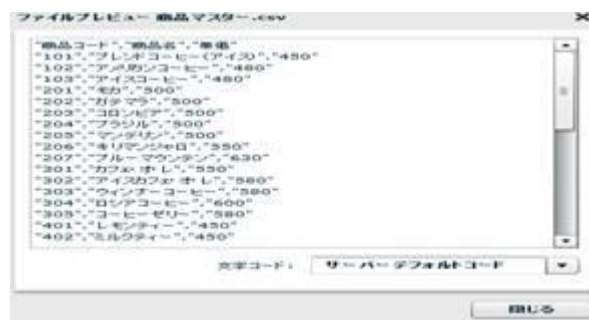 ファイルプレビュー 商品マスター.csv
"商品コード","商品名","単価"
"101","ブレンドコーヒー(アイス)","450"
"102","アメリカンコーヒー","480"
"103","アイスコーヒー","480"
"201","モカ","500"
"202","ガテマラ","500"
"203","コロンビア","500"
"204","ブラジル","500"
"205","マンデリン","500"
"206","キリマンジャロ","550"
"207","ブルーマウンテン","630"
"301","カフェ・オ・レ","550"
"302","アイスカフェ・オ・レ","560"
"303","ウィンナーコーヒー","580"
"304","ロシアコーヒー","600"
"305","コーヒーゼリー","580"
"401","レモンティー","450"
"402","ミルクティー","450"
文字コード： サーバーデフォルトコード
閉じる